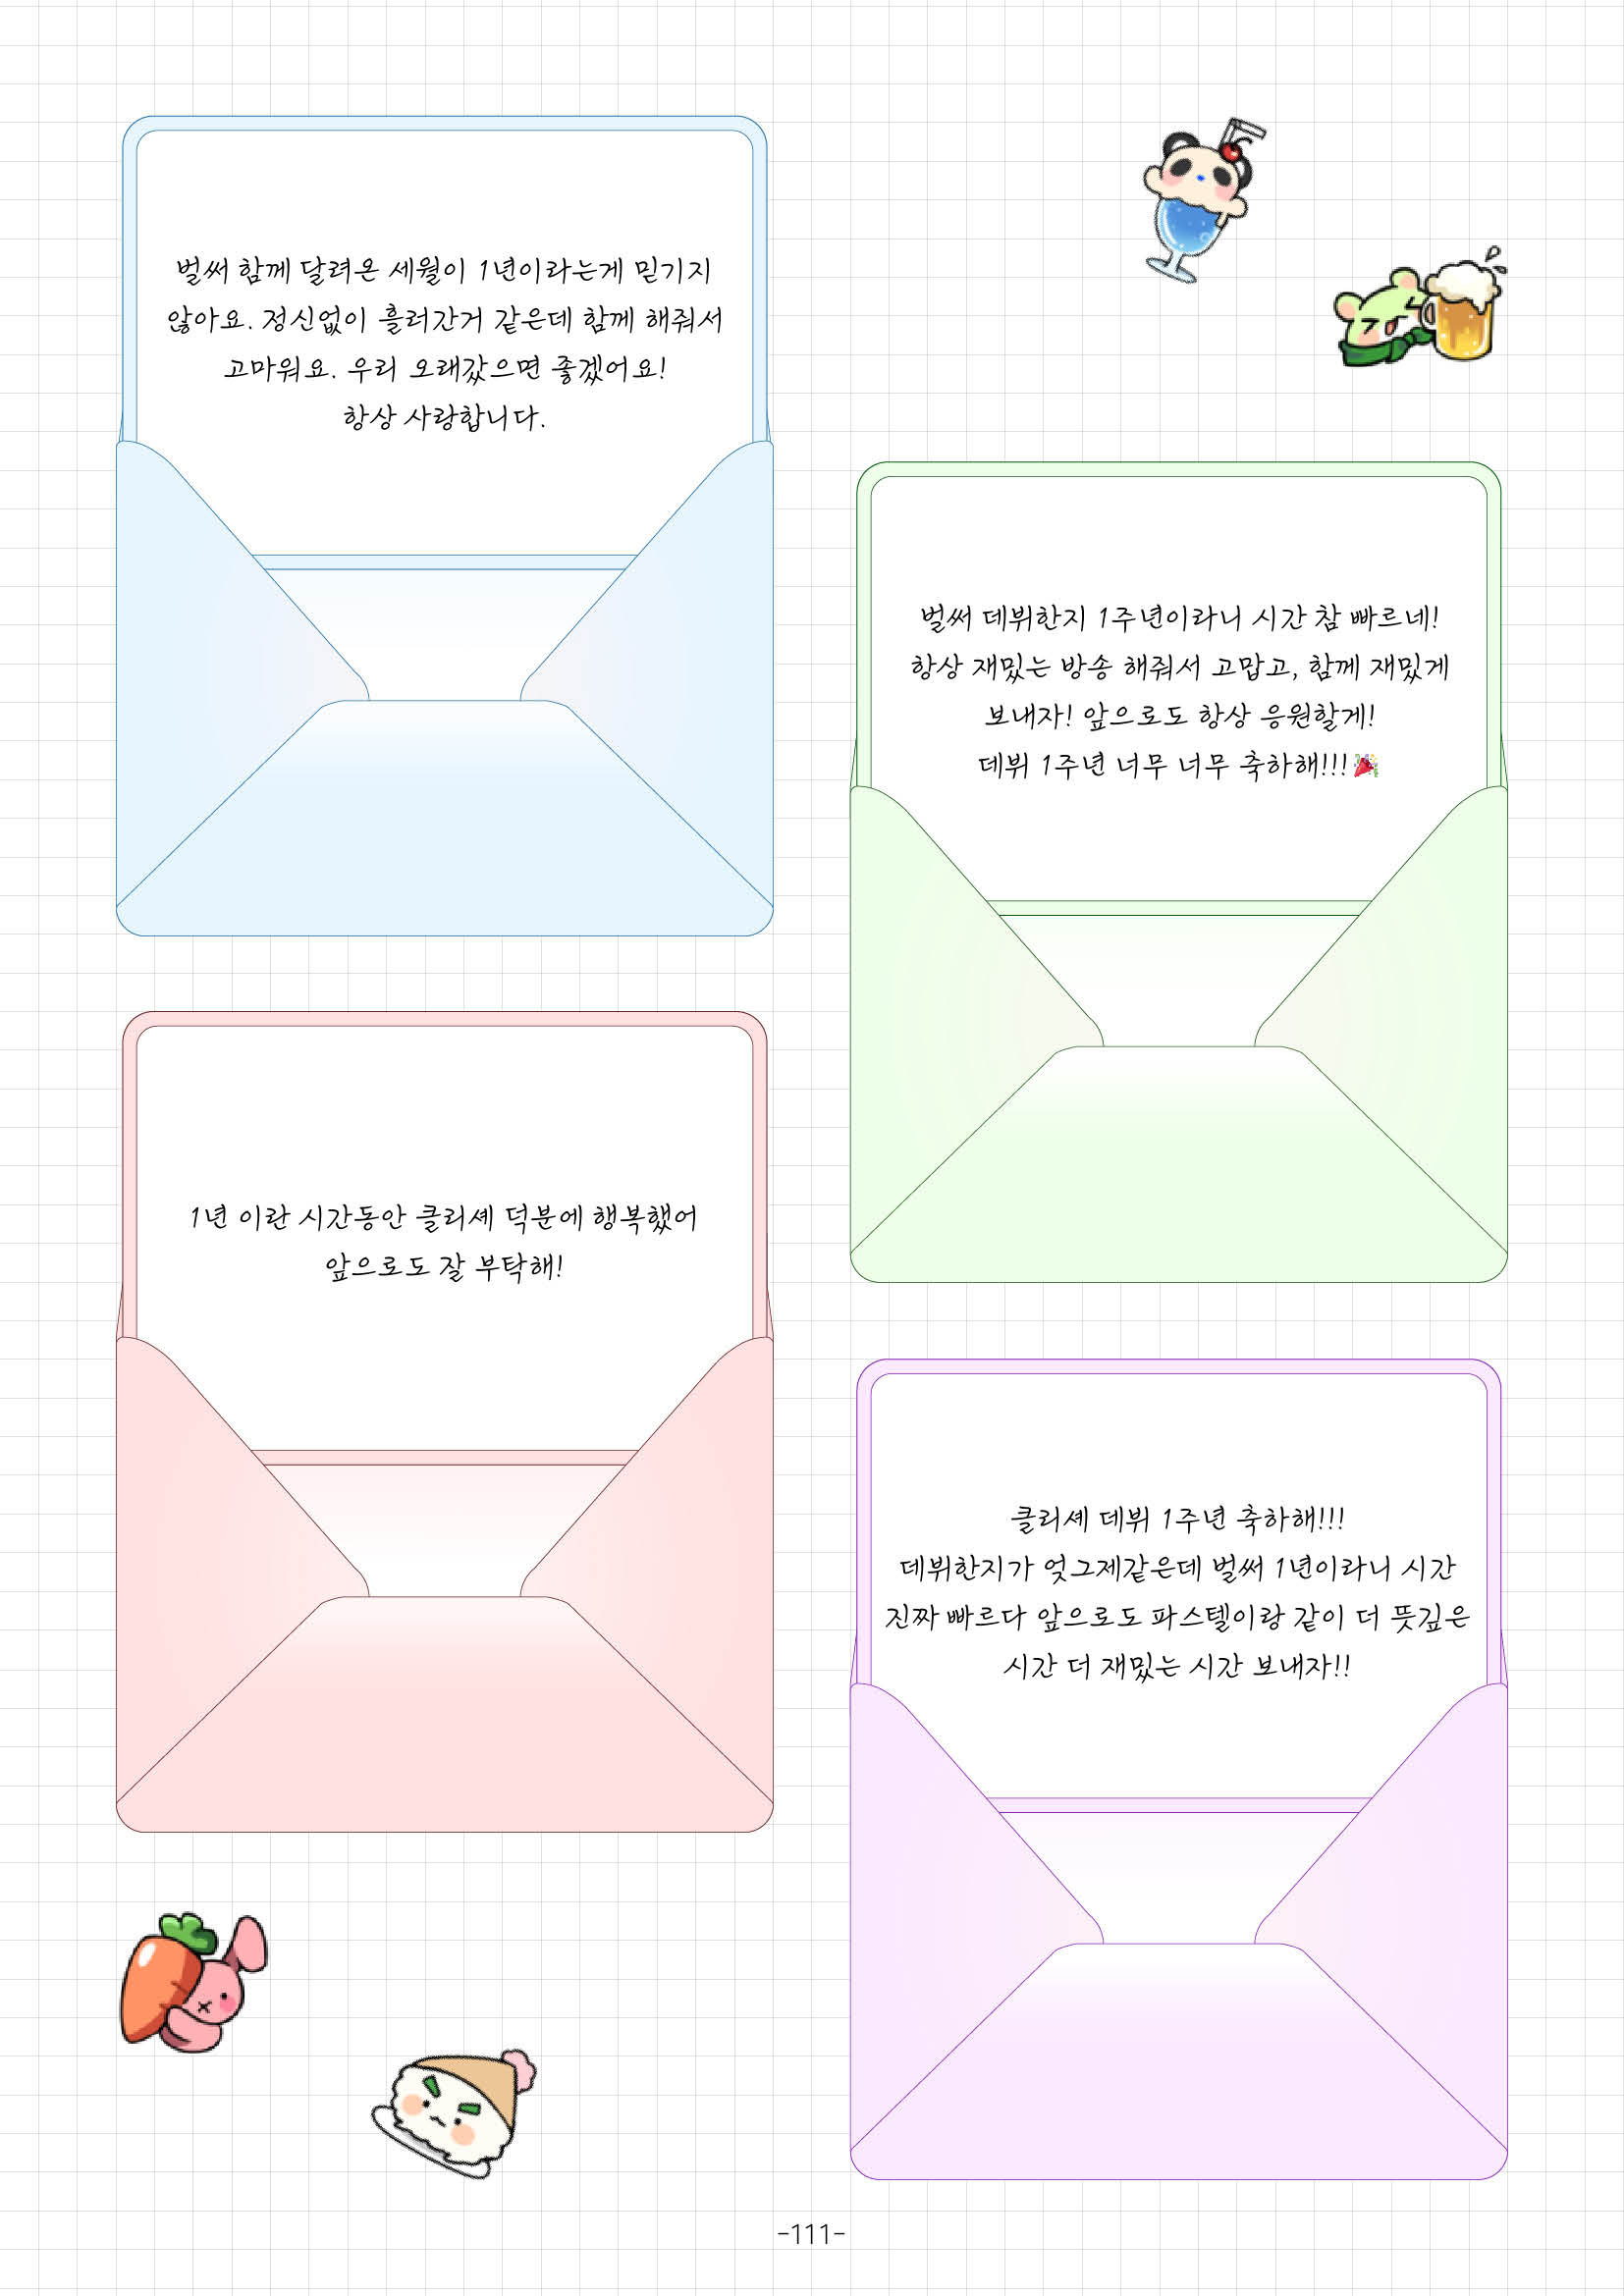 벌써 함께 달려온 세월이 1년이라는게 믿기지
않아요. 정신없이 흘러간거 같은데 함께 해줘서
고마워요. 우리 오래갔으면 좋겠어요!
항상 사랑합니다.
벌써 데뷔한지 1주년이라니 시간 참 빠르네!
항상 재밌는 방송 해줘서 고맙고, 함께 재밌게
보내자! 앞으로도 항상 응원할게!
데뷔 1주년 너무 너무 축하해!!!🎉
1년 이란 시간동안 클리셰 덕분에 행복했어
앞으로도 잘 부탁해!
클리셰 데뷔 1주년 축하해!!!
데뷔한지가 엊그제같은데 벌써 1년이라니 시간
진짜 빠르다 앞으로도 파스텔이랑 같이 더 뜻깊은
시간 더 재밌는 시간 보내자!!
-111-